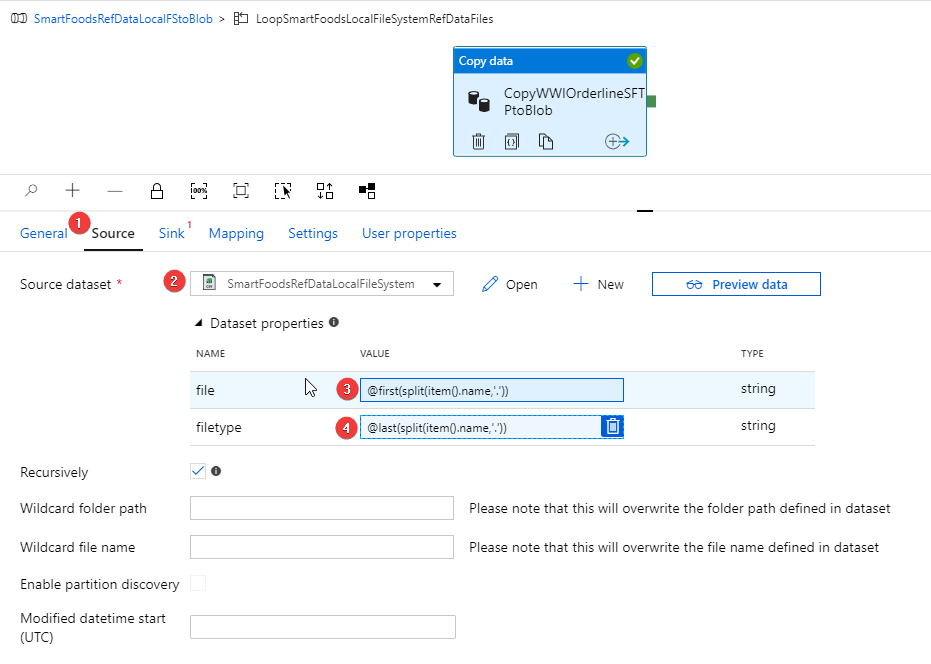 SmartFoodsRefDataLocalFStoBlob > LoopSmartFoodsLocalFileSystemRefDataFiles
Copy data
CopyWWIOrderlineSFT
PtoBlob
100%
General 1 Source Sink 1 Mapping Settings User properties
Source dataset * 2 SmartFoodsRefDataLocalFileSystem Open New Preview data
Dataset properties
NAME VALUE TYPE
file 3 @first(split(item().name,'.')) string
filetype 4 @last(split(item().name,'.')) string
Recursively
Wildcard folder path Please note that this will overwrite the folder path defined in dataset
Wildcard file name Please note that this will overwrite the file name defined in dataset
Enable partition discovery
Modified datetime start
(UTC)